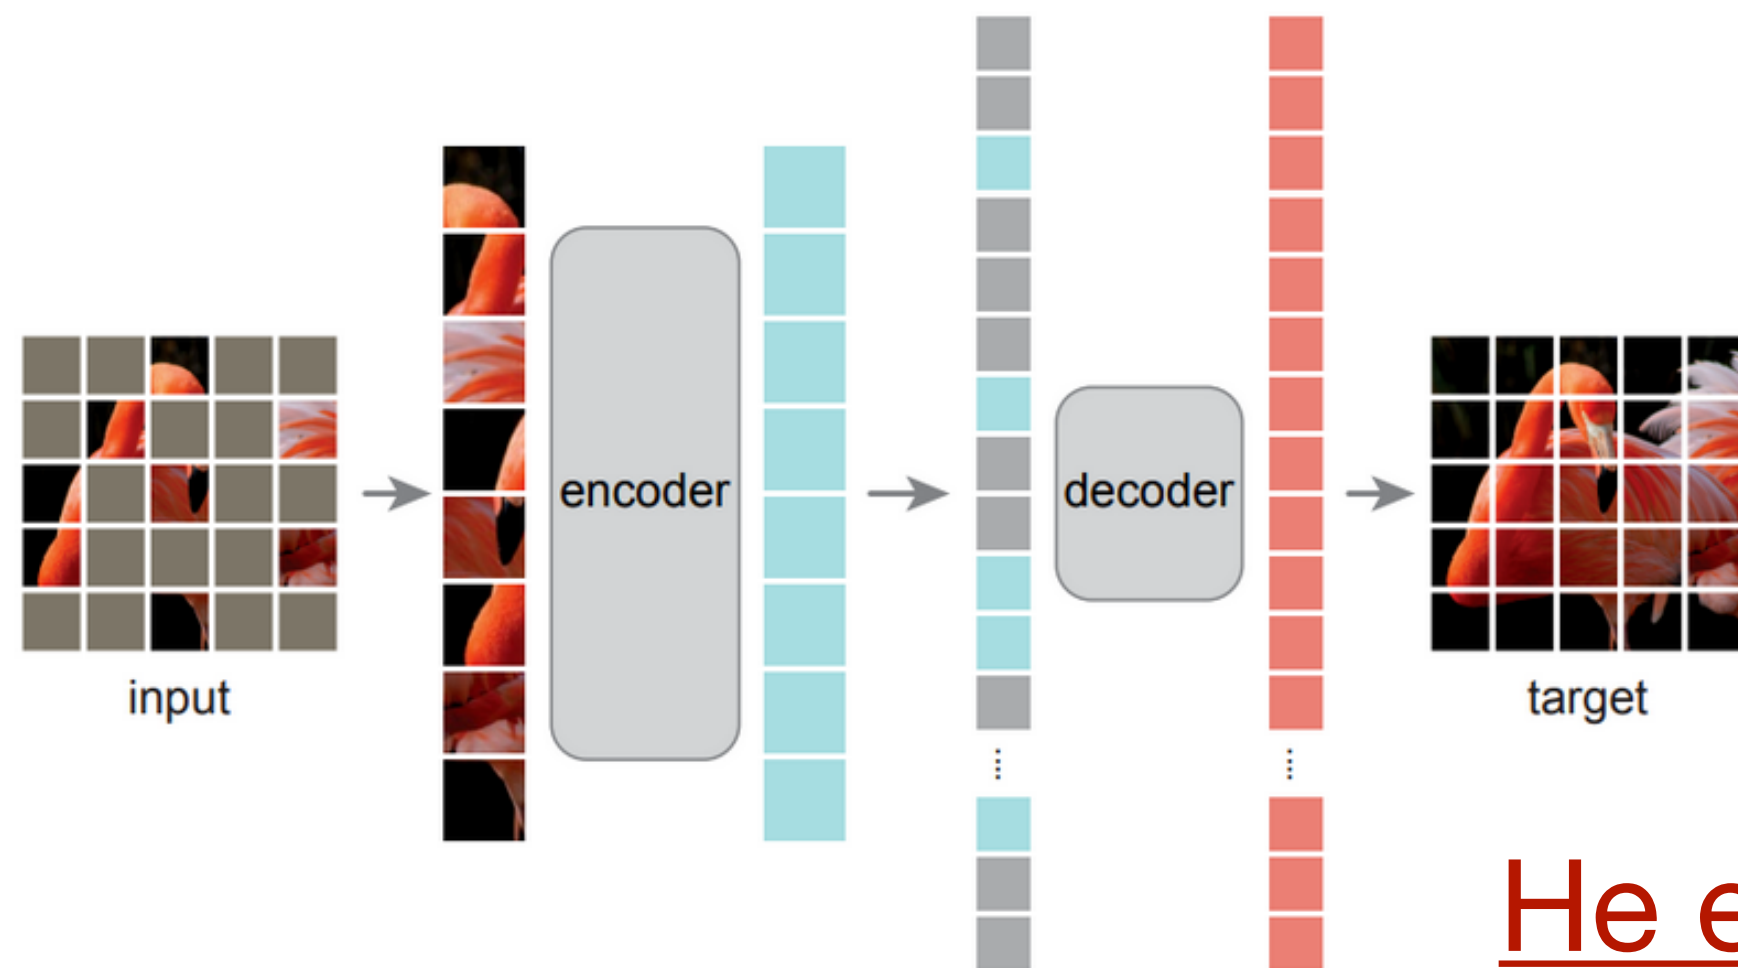 encoder
decoder
input
target
He e